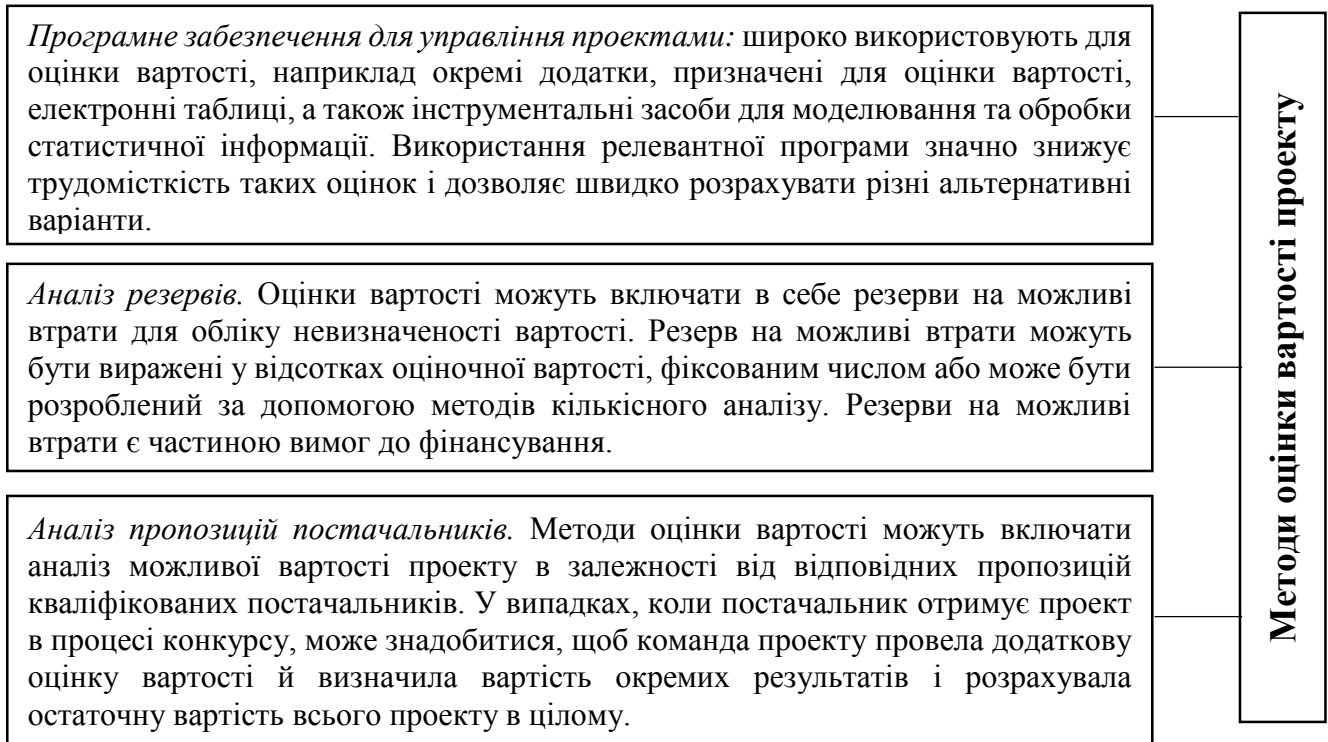 Програмне забезпечення для управління проектами: широко використовують для
оцінки вартості, наприклад окремі додатки, призначені для оцінки вартості,
електронні таблиці, а також інструментальні засоби для моделювання та обробки
статистичної інформації. Використання релевантної програми значно знижує
трудомісткість таких оцінок і дозволяє швидко розрахувати різні альтернативні
варіанти.
Аналіз резервів. Оцінки вартості можуть включати в себе резерви на можливі
втрати для обліку невизначеності вартості. Резерв на можливі втрати можуть
бути виражені у відсотках оціночної вартості, фіксованим числом або може бути
розроблений за допомогою методів кількісного аналізу. Резерви на можливі
втрати є частиною вимог до фінансування.
Аналіз пропозицій постачальників. Методи оцінки вартості можуть включати
аналіз можливої вартості проекту в залежності від відповідних пропозицій
кваліфікованих постачальників. У випадках, коли постачальник отримує проект
в процесі конкурсу, може знадобитися, щоб команда проекту провела додаткову
оцінку вартості й визначила вартість окремих результатів і розрахувала
остаточну вартість всього проекту в цілому.
Методи оцінки вартості проекту